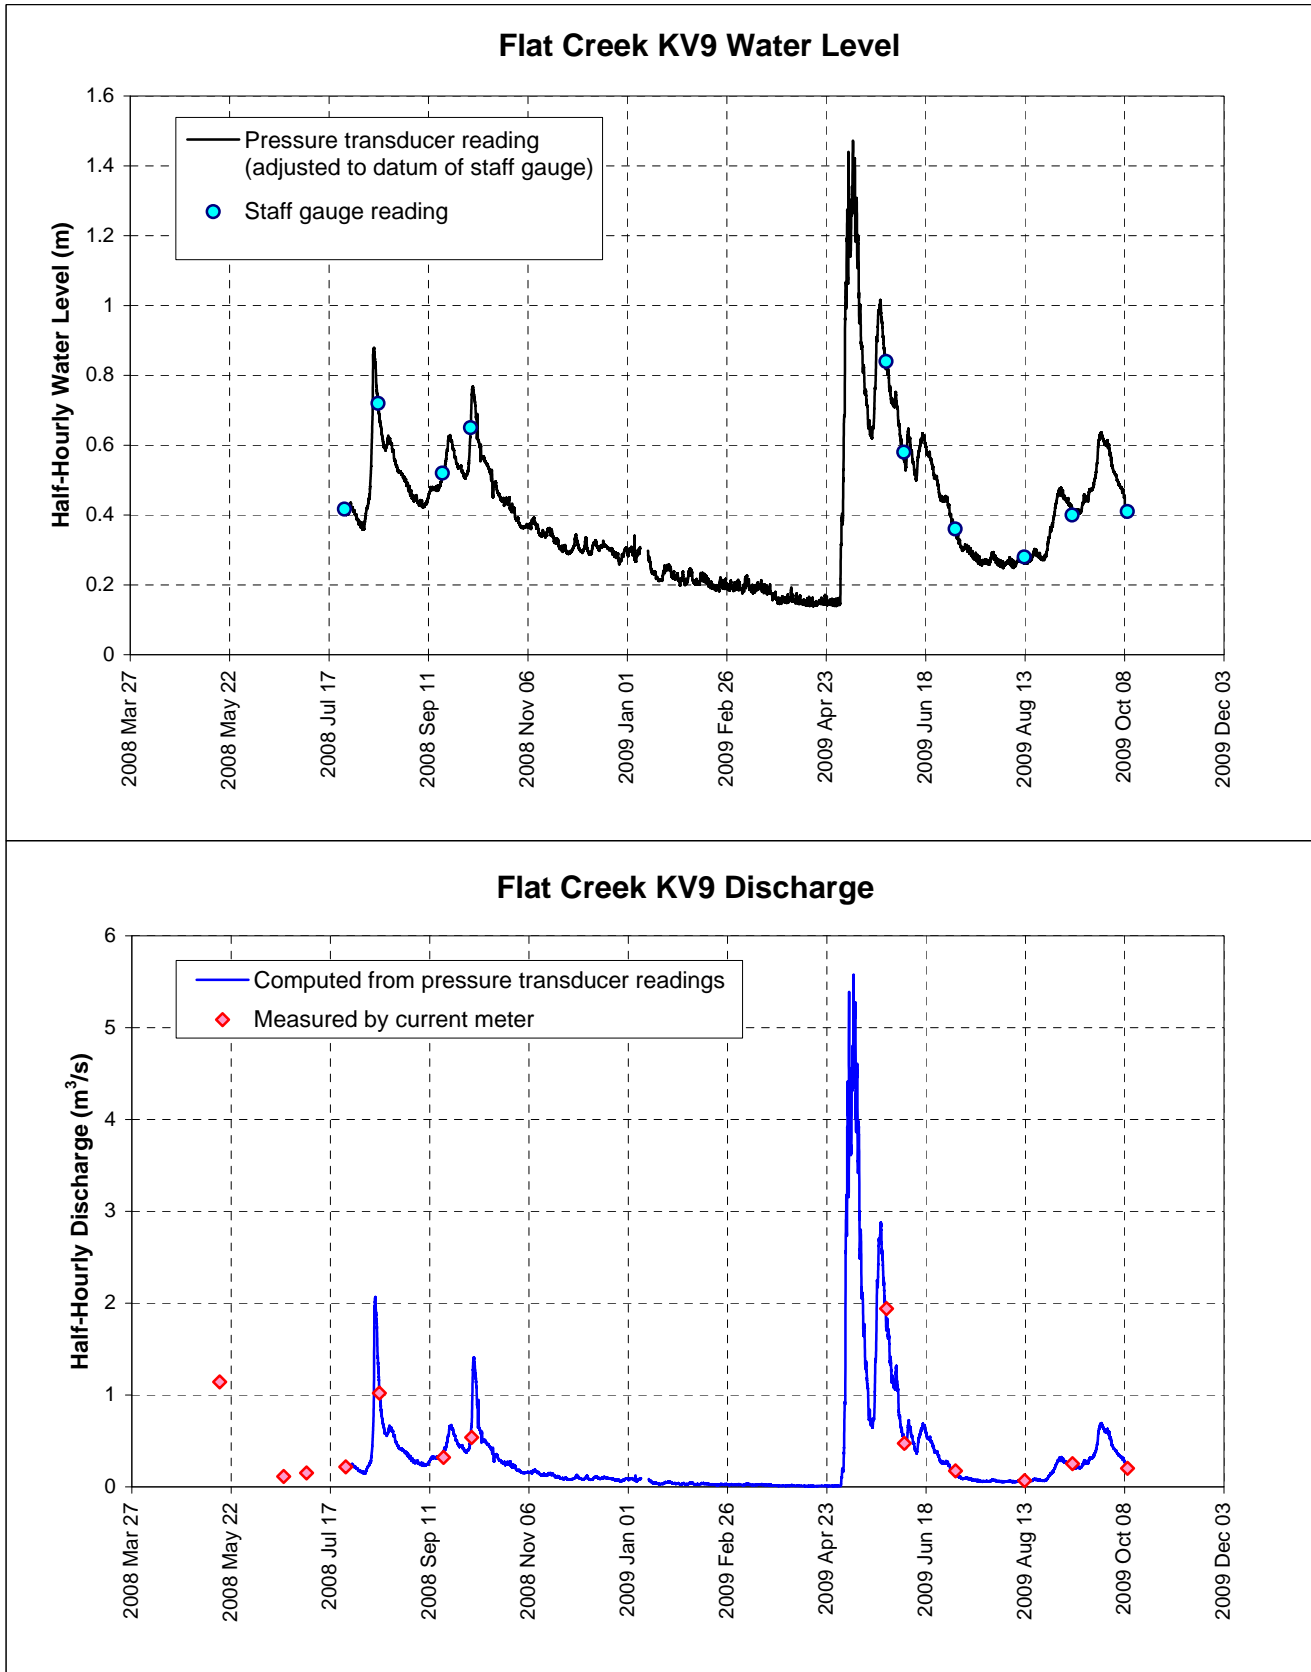 Flat Creek KV9 Water Level
Half-Hourly Water Level (m)
1.6
1.4
1.2
1
0.8
0.6
0.4
0.2
0
Pressure transducer reading
(adjusted to datum of staff gauge)
Staff gauge reading
2008 Mar 27
2008 May 22
2008 Jul 17
2008 Sep 11
2008 Nov 06
2009 Jan 01
2009 Feb 26
2009 Apr 23
2009 Jun 18
2009 Aug 13
2009 Oct 08
2009 Dec 03
Flat Creek KV9 Discharge
Half-Hourly Discharge (m³/s)
6
5
4
3
2
1
0
Computed from pressure transducer readings
Measured by current meter
2008 Mar 27
2008 May 22
2008 Jul 17
2008 Sep 11
2008 Nov 06
2009 Jan 01
2009 Feb 26
2009 Apr 23
2009 Jun 18
2009 Aug 13
2009 Oct 08
2009 Dec 03